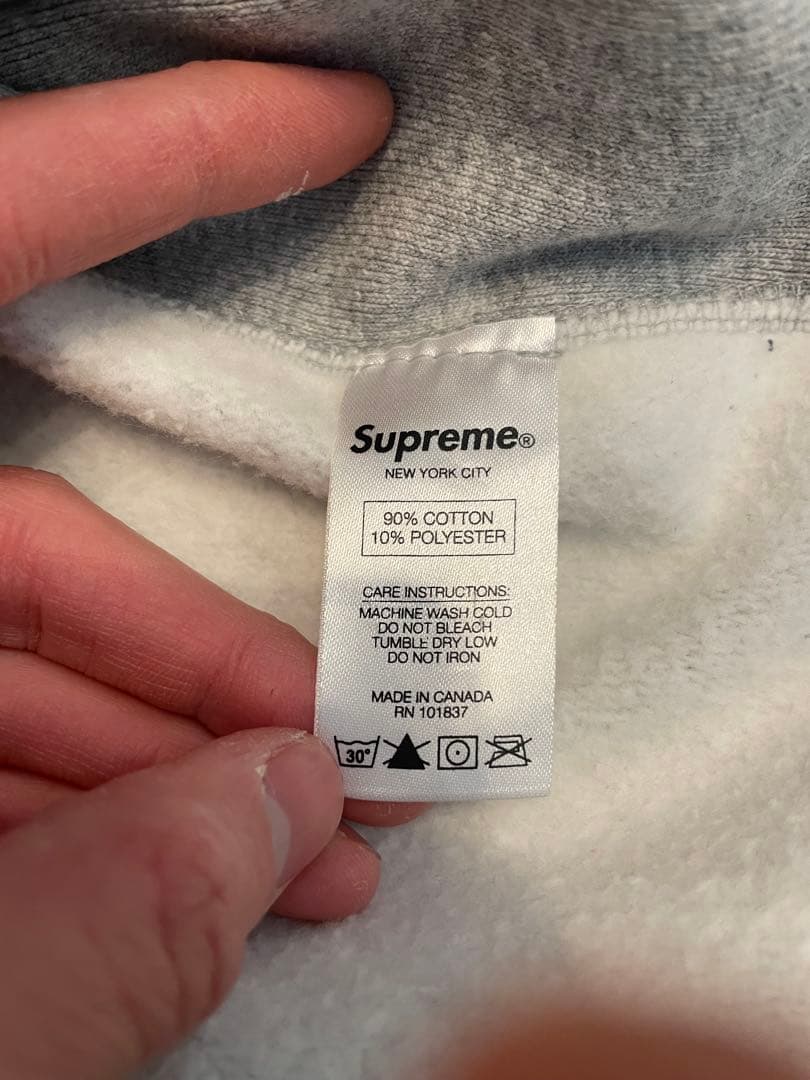 Supreme®
NEW YORK CITY
90% COTTON
10% POLYESTER
CARE INSTRUCTIONS:
MACHINE WASH COLD
DO NOT BLEACH
TUMBLE DRY LOW
DO NOT IRON
MADE IN CANADA
RN 101837
30°